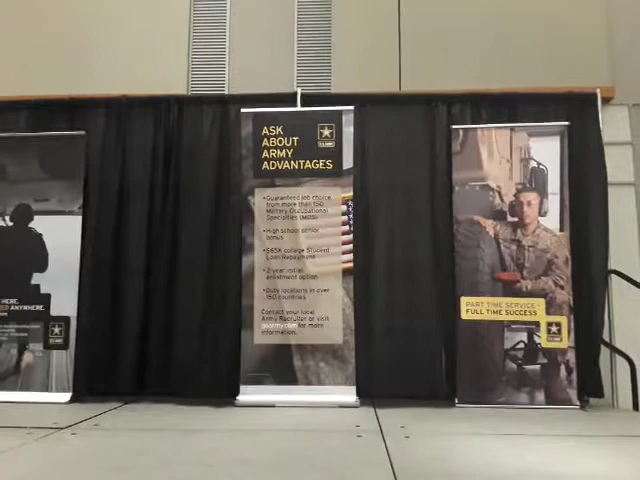 HERE.
ANYWHERE.
ASK
ABOUT
ARMY
ADVANTAGES
U.S.ARMY
•Guaranteed job choice
from more than 150
Military Occupational
Specialties (MOS)
•High school senior
bonus
•$65K college Student
Loan Repayment
•2-year initial
enlistment option
•Duty locations in over
150 countries
Contact your local
Army Recruiter or visit
goarmy.com for more
information.
PART TIME SERVICE -
FULL TIME SUCCESS